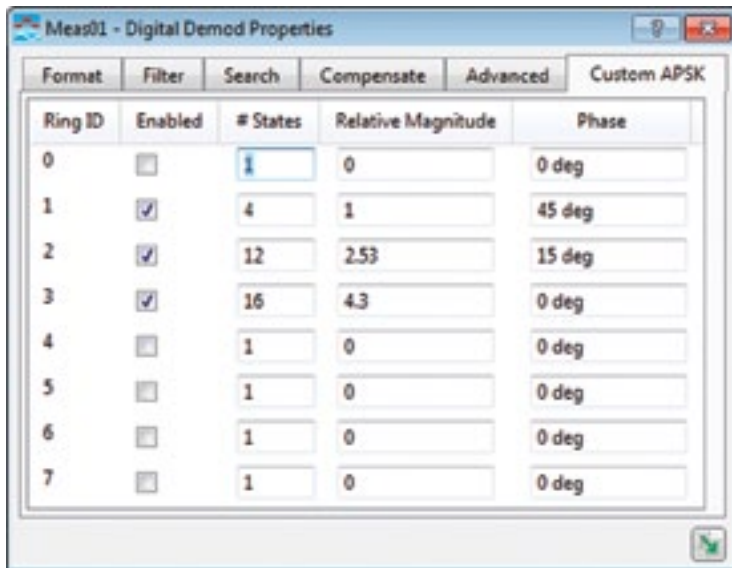 Meas01 - Digital Demod Properties
Format Filter Search Compensate Advanced Custom APSK
Ring ID Enabled # States Relative Magnitude Phase
0 1 0 0 deg
1 4 1 45 deg
2 12 2.53 15 deg
3 16 4.3 0 deg
4 1 0 0 deg
5 1 0 0 deg
6 1 0 0 deg
7 1 0 0 deg